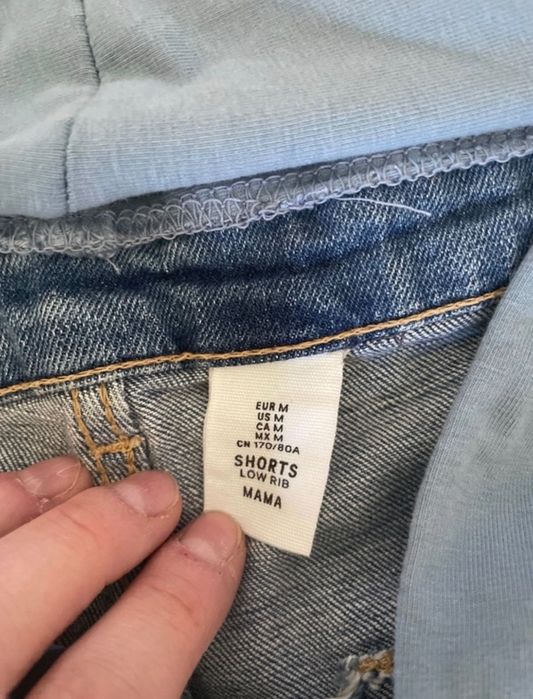 EUR M
US M
CA M
MX M
CN 170/80A
SHORTS
LOW RIB
MAMA